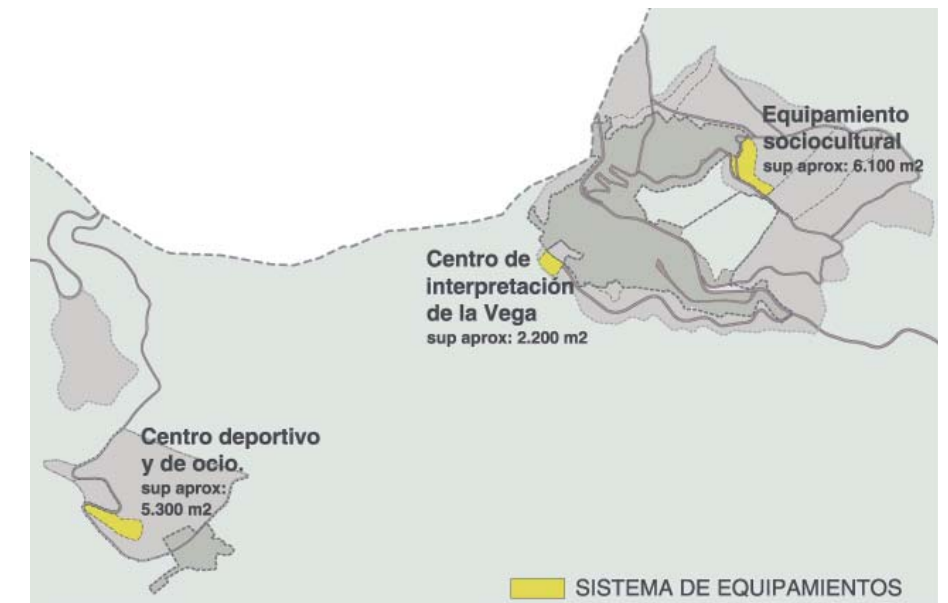 Equipamiento
sociocultural
sup aprox: 6.100 m2
Centro de
interpretación
de la Vega
sup aprox: 2.200 m2
Centro deportivo
y de ocio.
sup aprox:
5.300 m2
SISTEMA DE EQUIPAMIENTOS